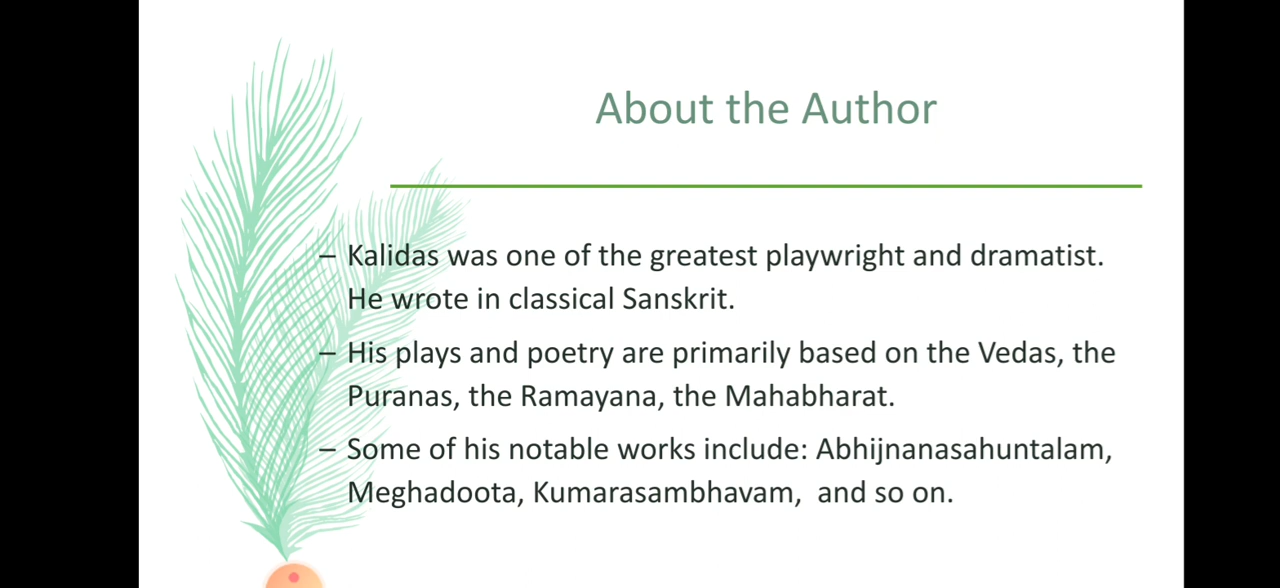 About the Author
– Kalidas was one of the greatest playwright and dramatist.
He wrote in classical Sanskrit.
– His plays and poetry are primarily based on the Vedas, the
Puranas, the Ramayana, the Mahabharat.
– Some of his notable works include: Abhijnanasahuntalam,
Meghadoota, Kumarasambhavam,  and so on.